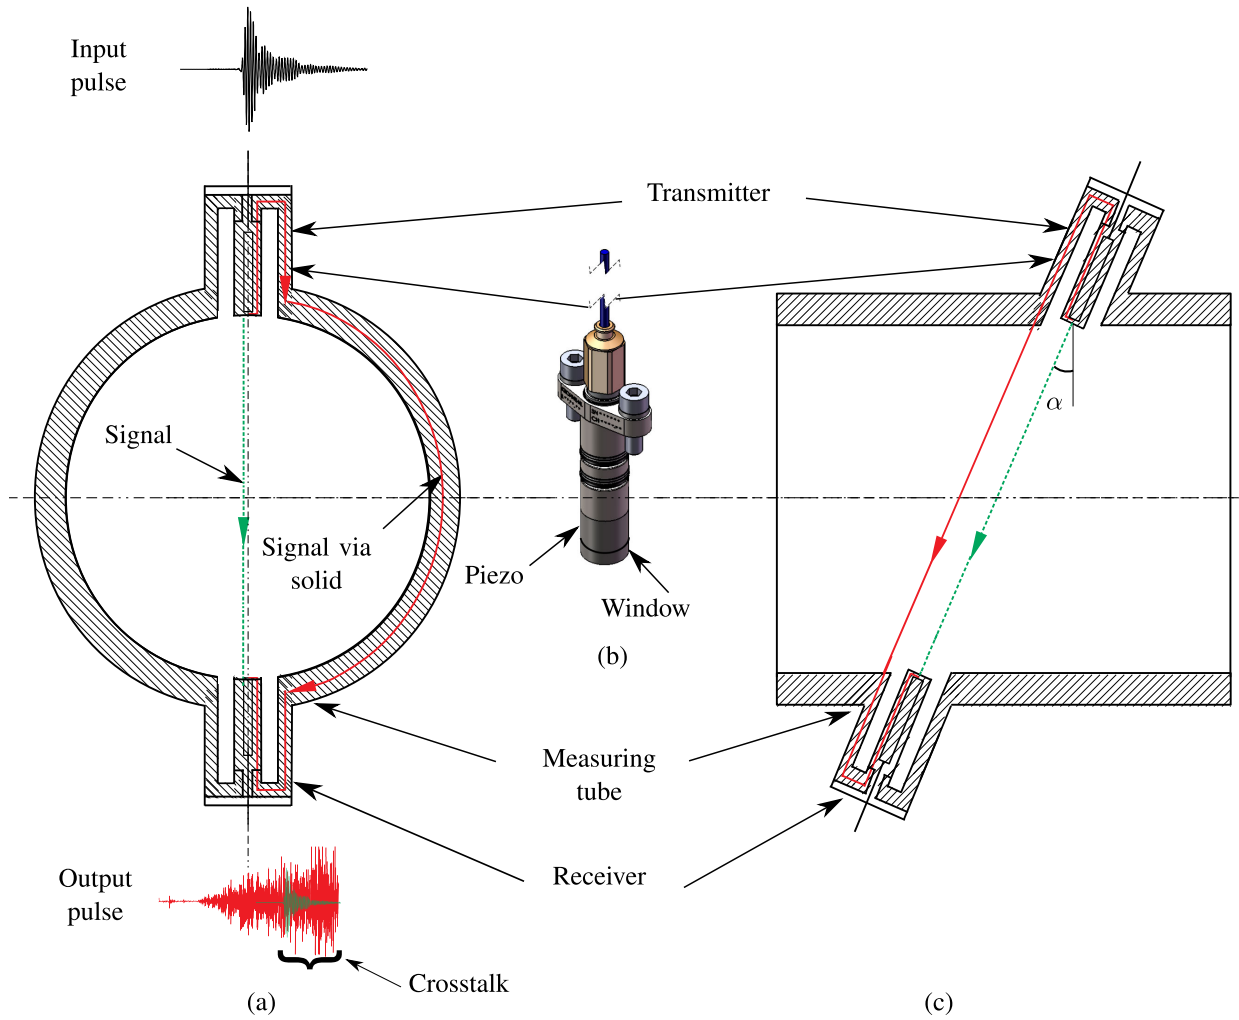 Input
pulse
Transmitter
Signal
α
Signal via
solid
Piezo
Window
(b)
Measuring
tube
Receiver
Output
pulse
Crosstalk
(a)
(c)